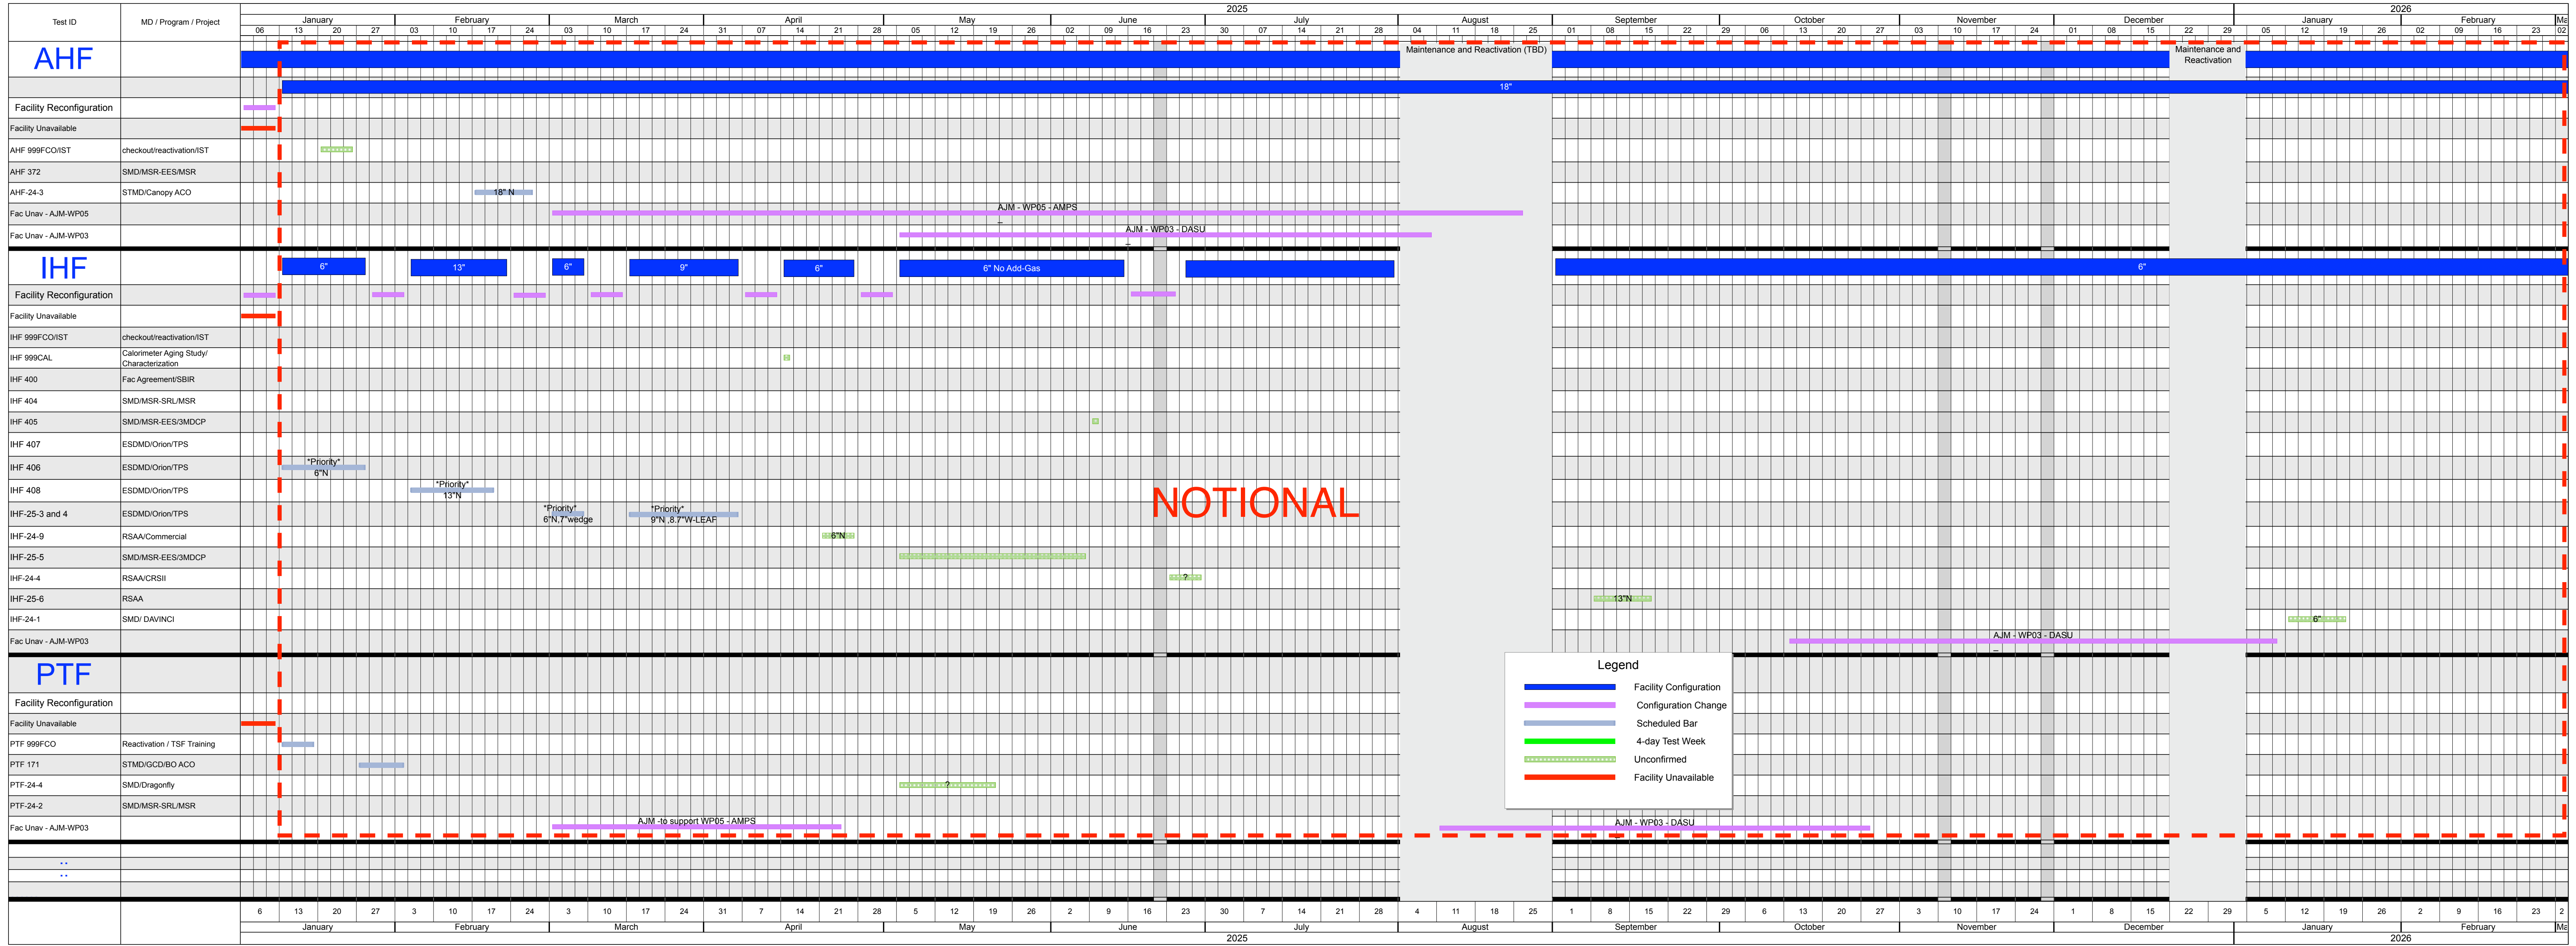 Test ID
MD / Program / Project
2025
2026
January February March April May June July August September October November December January February Ma
06 13 20 27 03 10 17 24 03 10 17 24 31 07 14 21 28 05 12 19 26 02 09 16 23 30 07 14 21 28 04 11 18 25 01 08 15 22 29 06 13 20 27 03 10 17 24 01 08 15 22 29 05 12 19 26 02 09 16 23 02
AHF
Maintenance and Reactivation (TBD)
Maintenance and
Reactivation
18"
Facility Reconfiguration
Facility Unavailable
AHF 999FCO/IST checkout/reactivation/IST
AHF 372 SMD/MSR-EES/MSR
AHF-24-3 STMD/Canopy ACO 18" N
Fac Unav - AJM-WP05 AJM - WP05 - AMPS
_
Fac Unav - AJM-WP03 AJM - WP03 - DASU
_
IHF 6" 13" 6" 9" 6" 6" No Add-Gas 6"
Facility Reconfiguration
Facility Unavailable
IHF 999FCO/IST checkout/reactivation/IST
IHF 999CAL Calorimeter Aging Study/
Characterization
IHF 400 Fac Agreement/SBIR
IHF 404 SMD/MSR-SRL/MSR
IHF 405 SMD/MSR-EES/3MDCP
IHF 407 ESDMD/Orion/TPS
IHF 406 ESDMD/Orion/TPS *Priority*
6"N
IHF 408 ESDMD/Orion/TPS *Priority*
13"N
NOTIONAL
IHF-25-3 and 4 ESDMD/Orion/TPS *Priority* *Priority*
6"N,7"wedge 9"N ,8.7"W-LEAF
IHF-24-9 RSAA/Commercial 6"N
IHF-25-5 SMD/MSR-EES/3MDCP
IHF-24-4 RSAA/CRSII ?
IHF-25-6 RSAA 13"N
IHF-24-1 SMD/ DAVINCI 6"
Fac Unav - AJM-WP03 AJM - WP03 - DASU
_
PTF
Facility Reconfiguration
Facility Unavailable
PTF 999FCO Reactivation / TSF Training
PTF 171 STMD/GCD/BO ACO
PTF-24-4 SMD/Dragonfly ?
PTF-24-2 SMD/MSR-SRL/MSR
Fac Unav - AJM-WP03 AJM -to support WP05 - AMPS AJM - WP03 - DASU
Legend
Facility Configuration
Configuration Change
Scheduled Bar
4-day Test Week
Unconfirmed
Facility Unavailable
6 13 20 27 3 10 17 24 3 10 17 24 31 7 14 21 28 5 12 19 26 2 9 16 23 30 7 14 21 28 4 11 18 25 1 8 15 22 29 6 13 20 27 3 10 17 24 1 8 15 22 29 5 12 19 26 2 9 16 23 2
January February March April May June July August September October November December January February Ma
2025
2026